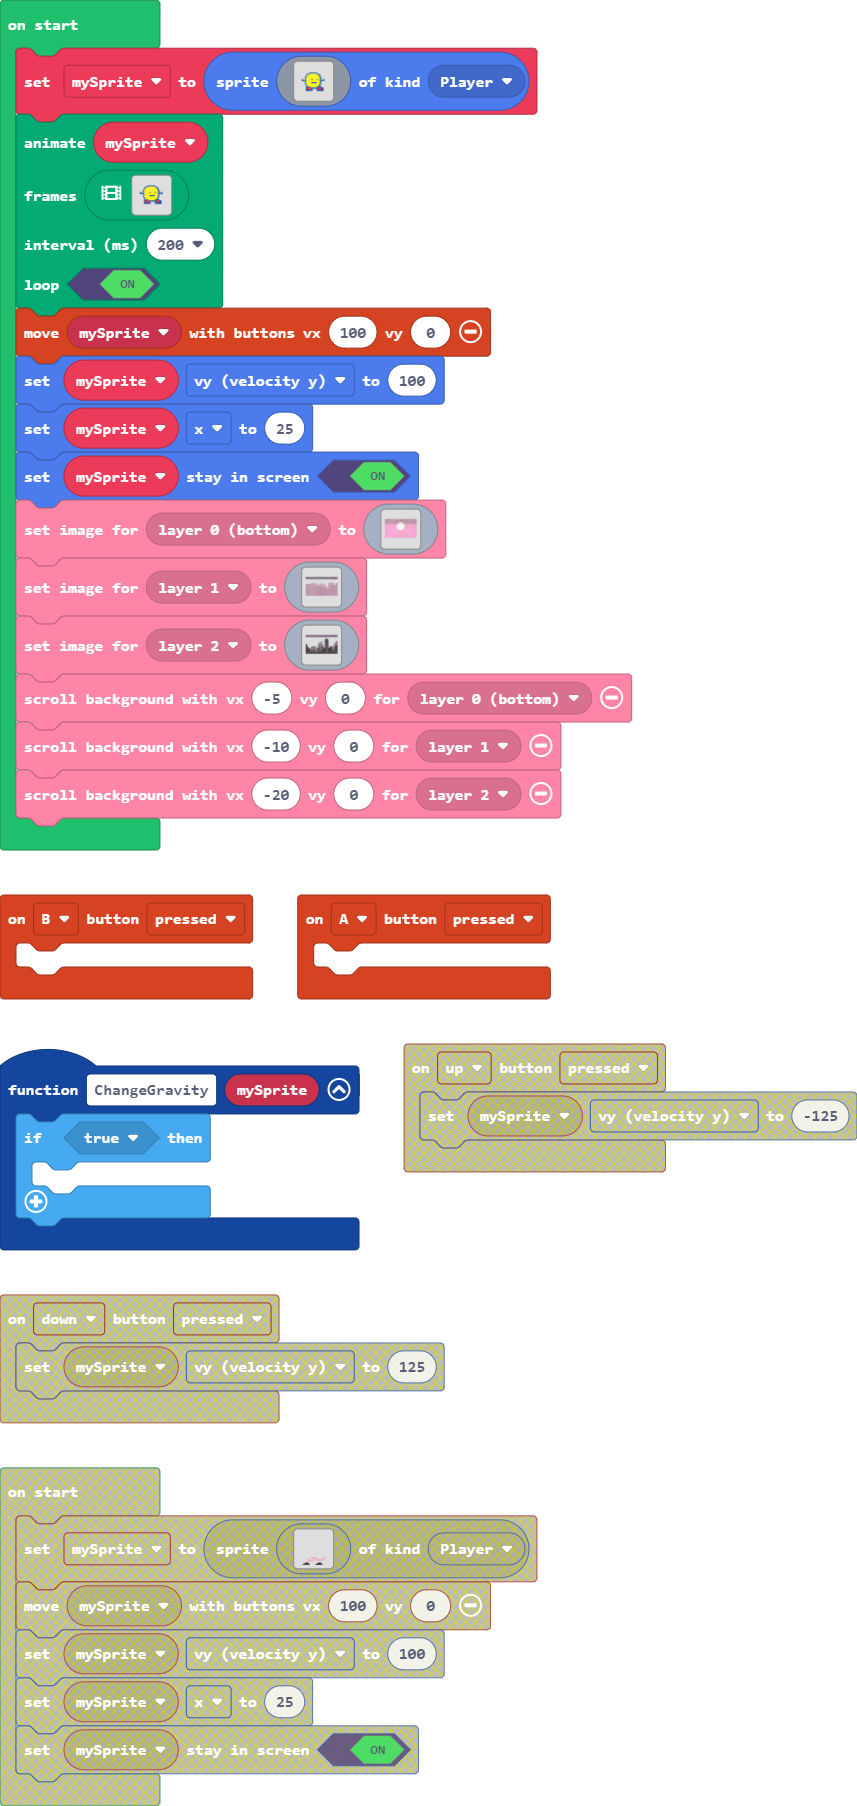 on start
set mySprite to sprite of kind Player
animate mySprite
frames
interval (ms) 200
loop ON
move mySprite with buttons vx 100 vy 0
set mySprite vy (velocity y) to 100
set mySprite x to 25
set mySprite stay in screen ON
set image for layer 0 (bottom) to
set image for layer 1 to
set image for layer 2 to
scroll background with vx -5 vy 0 for layer 0 (bottom)
scroll background with vx -10 vy 0 for layer 1
scroll background with vx -20 vy 0 for layer 2
on B button pressed
on A button pressed
function ChangeGravity mySprite
if true then
on up button pressed
set mySprite vy (velocity y) to -125
on down button pressed
set mySprite vy (velocity y) to 125
on start
set mySprite to sprite of kind Player
move mySprite with buttons vx 100 vy 0
set mySprite vy (velocity y) to 100
set mySprite x to 25
set mySprite stay in screen ON